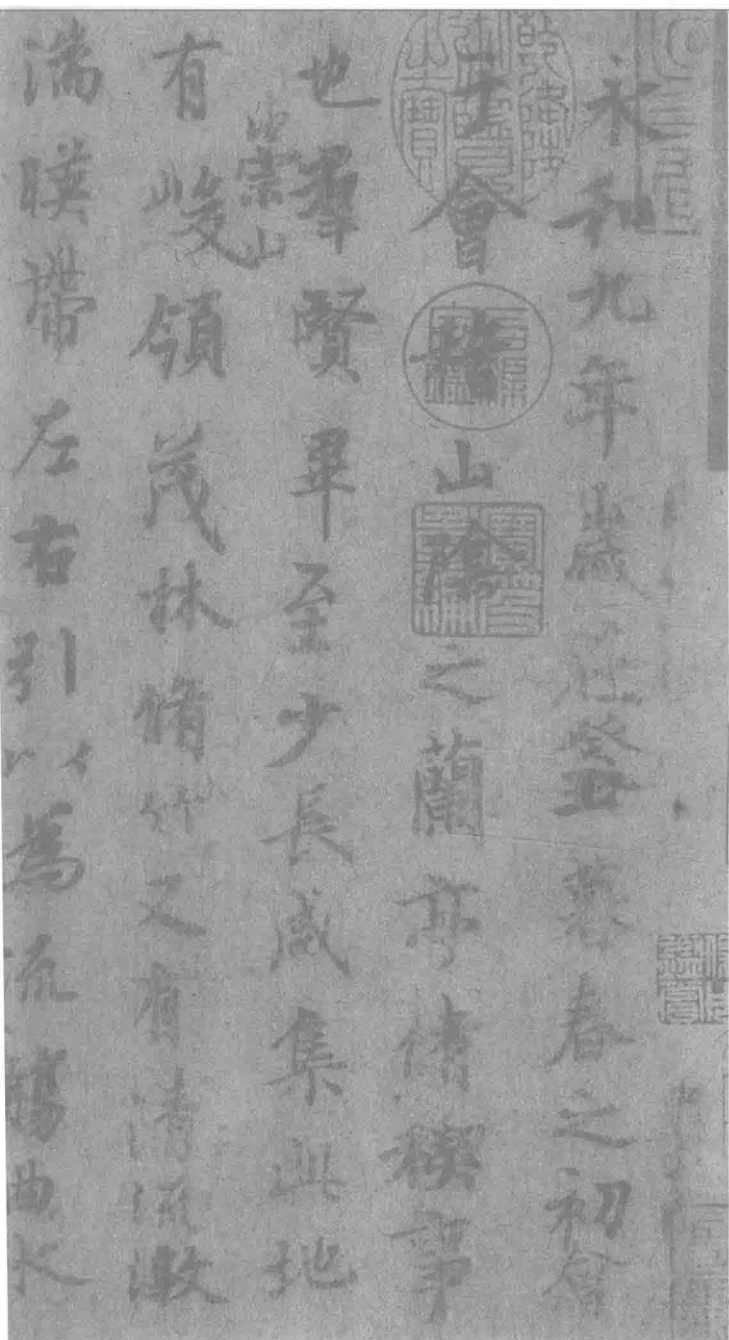 永和九年歲在癸丑暮春之初會
于會稽山陰之蘭亭脩稧事
也羣賢畢至少長咸集此地
有崇山峻領茂林脩竹又有清流激
湍暎帶左右引以為流觴曲水
乾隆